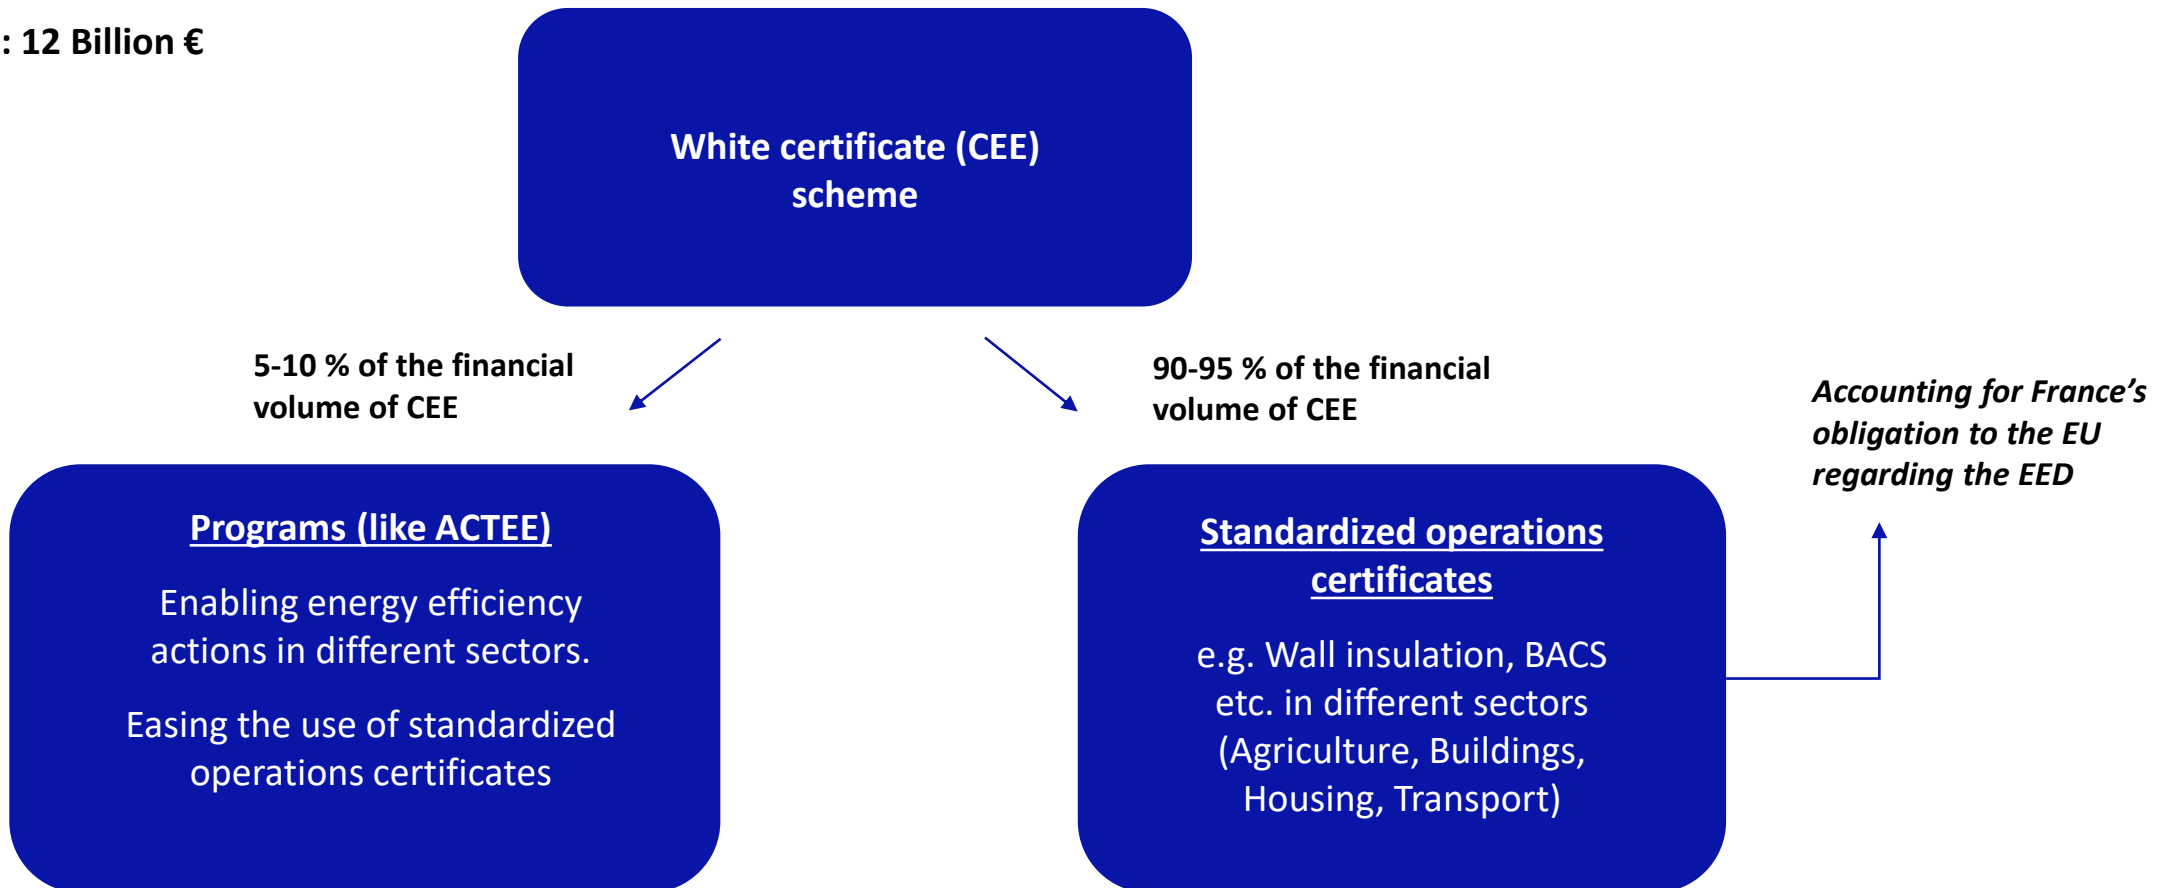 : 12 Billion €
White certificate (CEE)
scheme
5-10 % of the financial
volume of CEE
90-95 % of the financial
volume of CEE
Accounting for France’s
obligation to the EU
regarding the EED
Programs (like ACTEE)
Enabling energy efficiency
actions in different sectors.
Easing the use of standardized
operations certificates
Standardized operations
certificates
e.g. Wall insulation, BACS
etc. in different sectors
(Agriculture, Buildings,
Housing, Transport)